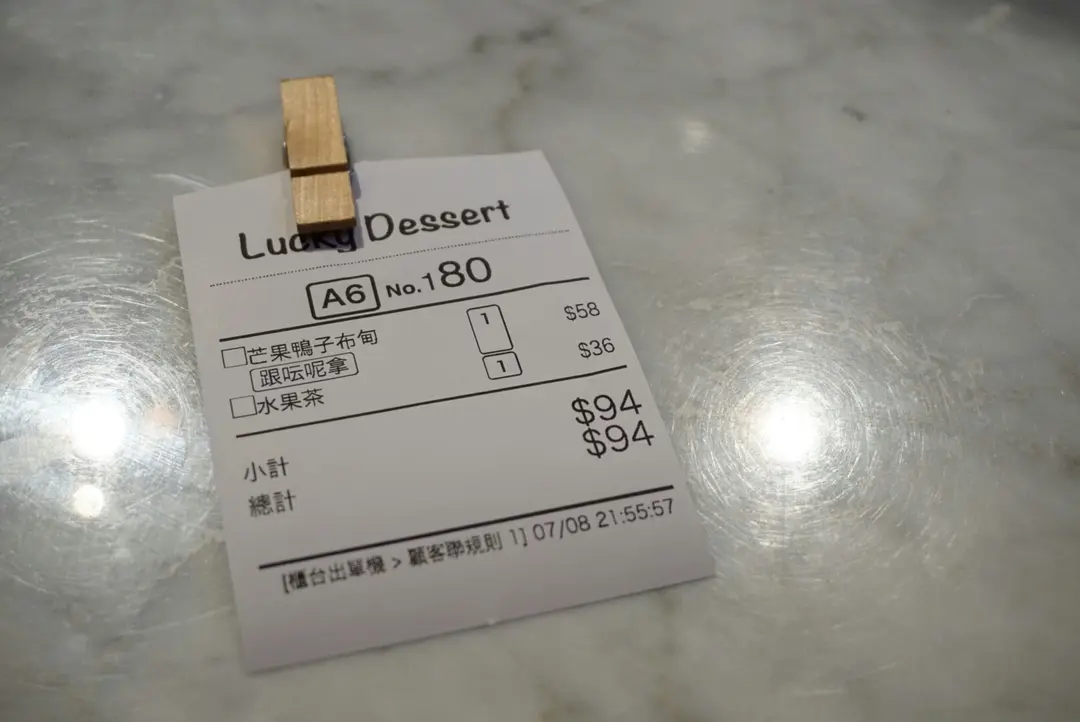 Lucky Dessert
A6 No.180
芒果鴨子布甸 1 $58
跟呍呢拿
水果茶 1 $36
小計 $94
總計 $94
[櫃台出單機 > 顧客聯規則 1] 07/08 21:55:57